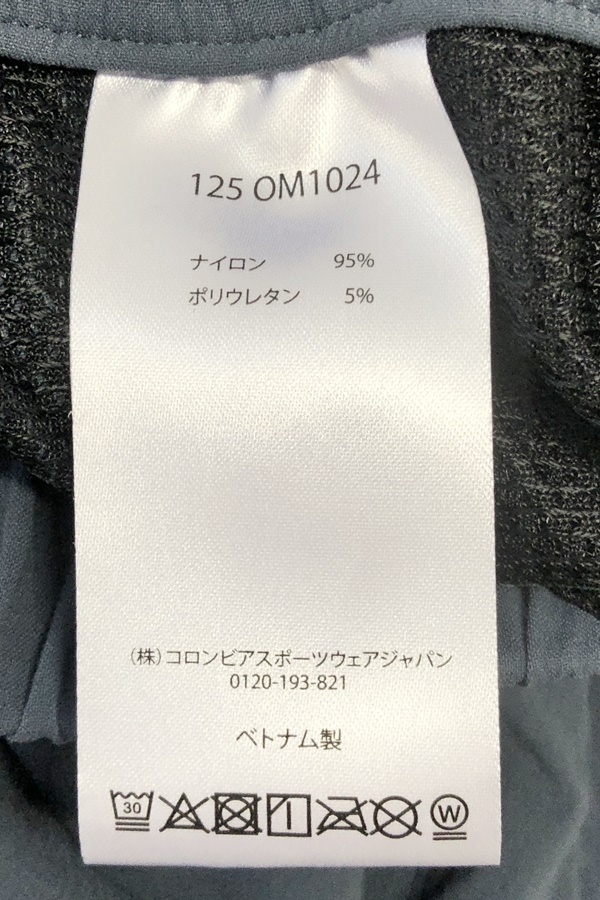 125 OM1024
ナイロン 95%
ポリウレタン 5%
(株)コロンビアスポーツウェアジャパン
0120-193-821
ベトナム製
30 W